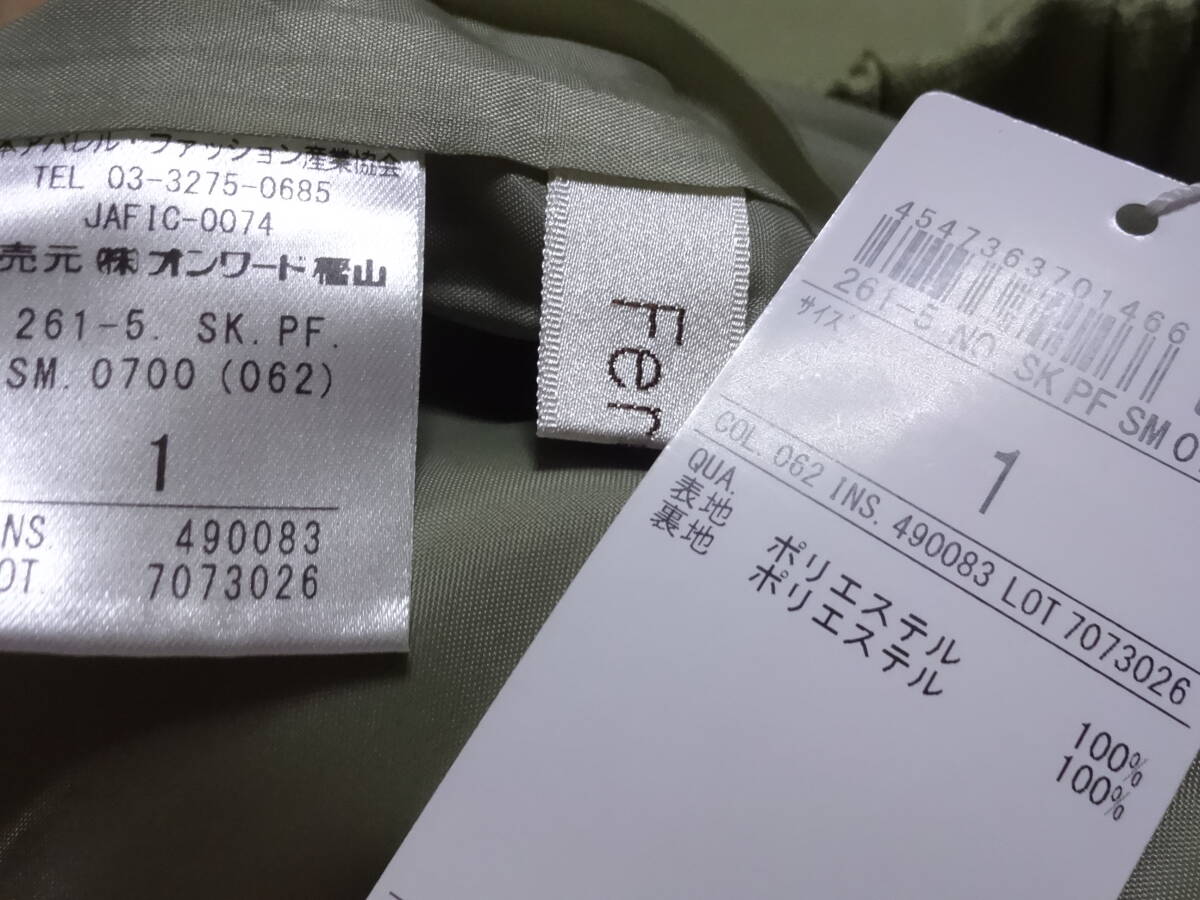 本アパレル・ファッション産業協会
TEL 03-3275-0685
JAFIC-0074
売元 ㈱オンワード樫山
261-5. SK.PF.
SM. 0700 (062)
1
NS. 490083
OT. 7073026
Fer
4547363701466
261-5 NO. SK PF SM 0
サイズ
1
COL. 062 INS. 490083 LOT 7073026
QUA.
表地 ポリエステル 100%
裏地 ポリエステル 100%